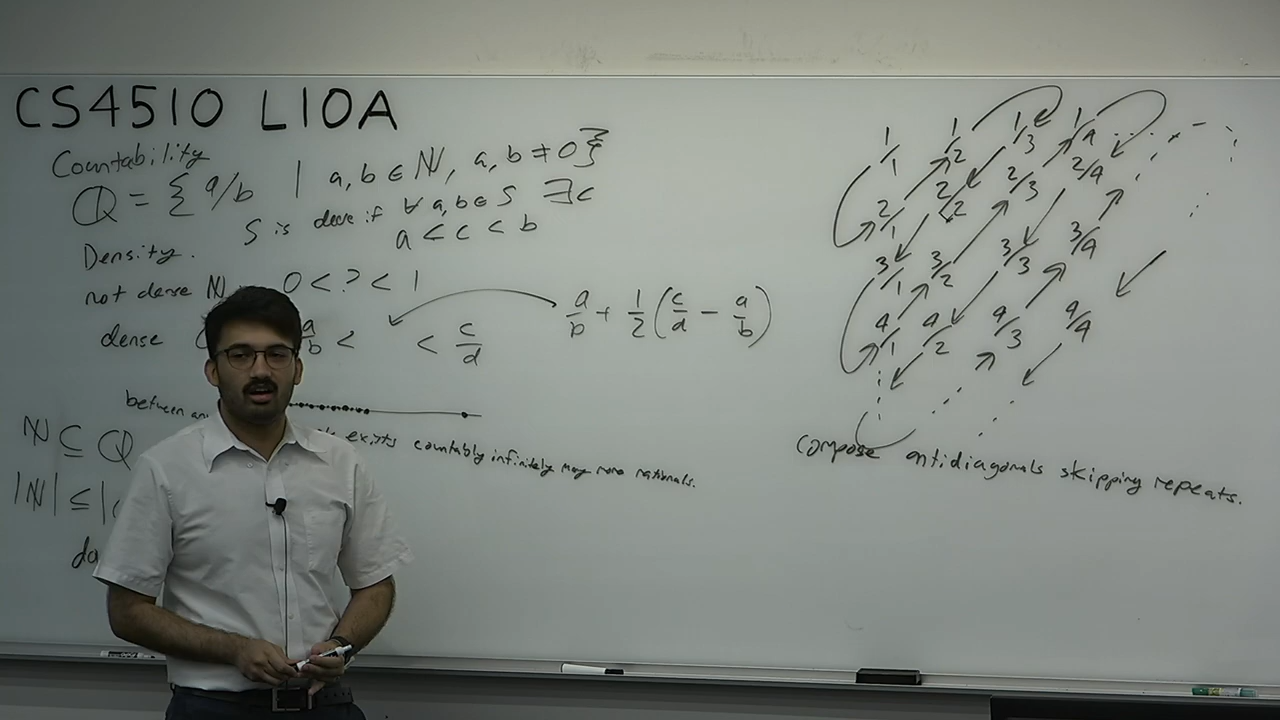 CS4510 L10A
Countability
Q = { a/b | a, b ∈ N, a, b ≠ 0 }
S is dense if ∀ a, b ∈ S ∃ c
a < c < b
Density.
not dense N 0 < ? < 1
dense a/b < < c/d
a/b + 1/2 (c/d - a/b)
between
exists countably infinitely many more rationals.
N ⊆ Q
|N| ≤ |
1/1 1/2 1/3 1/4
2/1 2/2 2/3 2/4
3/1 3/2 3/3 3/4
4/1 4/2 4/3 4/4
compose antidiagonals skipping repeats.